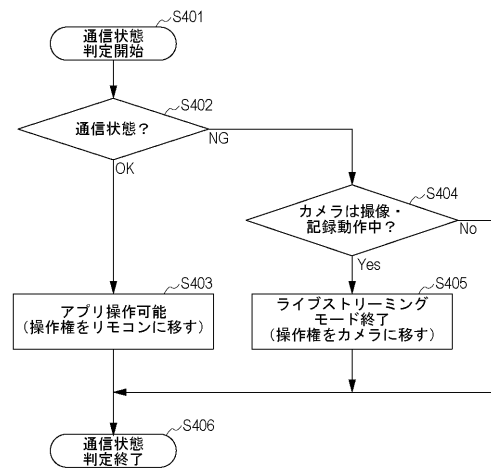 S401
通信状態
判定開始
S402
通信状態？
NG
OK
S404
カメラは撮像・
記録動作中？
No
Yes
S403
アプリ操作可能
（操作権をリモコンに移す）
S405
ライブストリーミング
モード終了
（操作権をカメラに移す）
S406
通信状態
判定終了